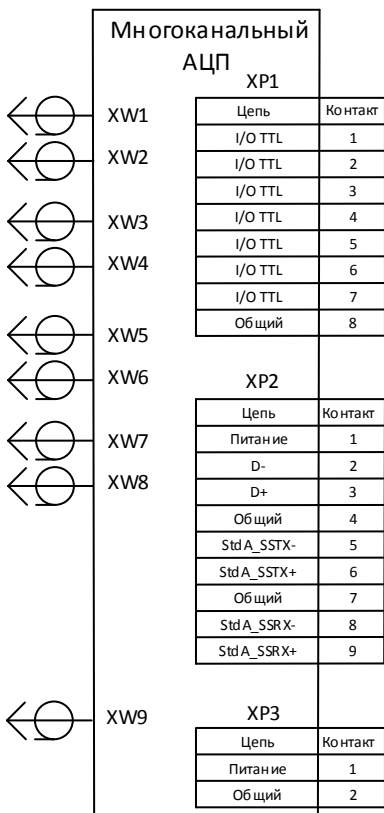 Многоканальный
АЦП
XP1
Цепь Контакт
I/O TTL 1
I/O TTL 2
I/O TTL 3
I/O TTL 4
I/O TTL 5
I/O TTL 6
I/O TTL 7
Общий 8
XW1
XW2
XW3
XW4
XW5
XW6
XW7
XW8
XP2
Цепь Контакт
Питание 1
D- 2
D+ 3
Общий 4
StdA_SSTX- 5
StdA_SSTX+ 6
Общий 7
StdA_SSRX- 8
StdA_SSRX+ 9
XW9
XP3
Цепь Контакт
Питание 1
Общий 2